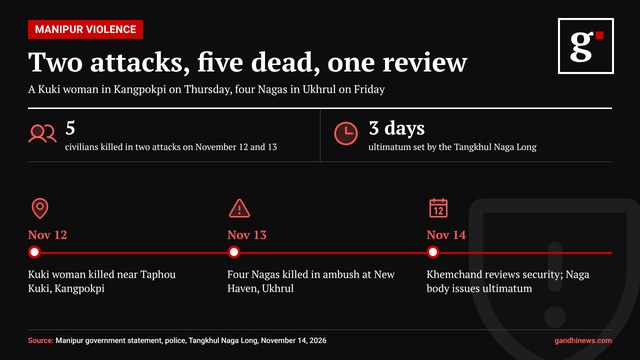 MANIPUR VIOLENCE
g
Two attacks, five dead, one review
A Kuki woman in Kangpokpi on Thursday, four Nagas in Ukhrul on Friday
5
civilians killed in two attacks on November 12 and 13
3 days
ultimatum set by the Tangkhul Naga Long
12
Nov 12
Nov 13
Nov 14
Kuki woman killed near Taphou
Kuki, Kangpokpi
Four Nagas killed in ambush at New
Haven, Ukhrul
Khemchand reviews security; Naga
body issues ultimatum
Source: Manipur government statement, police, Tangkhul Naga Long, November 14, 2026
gandhinews.com